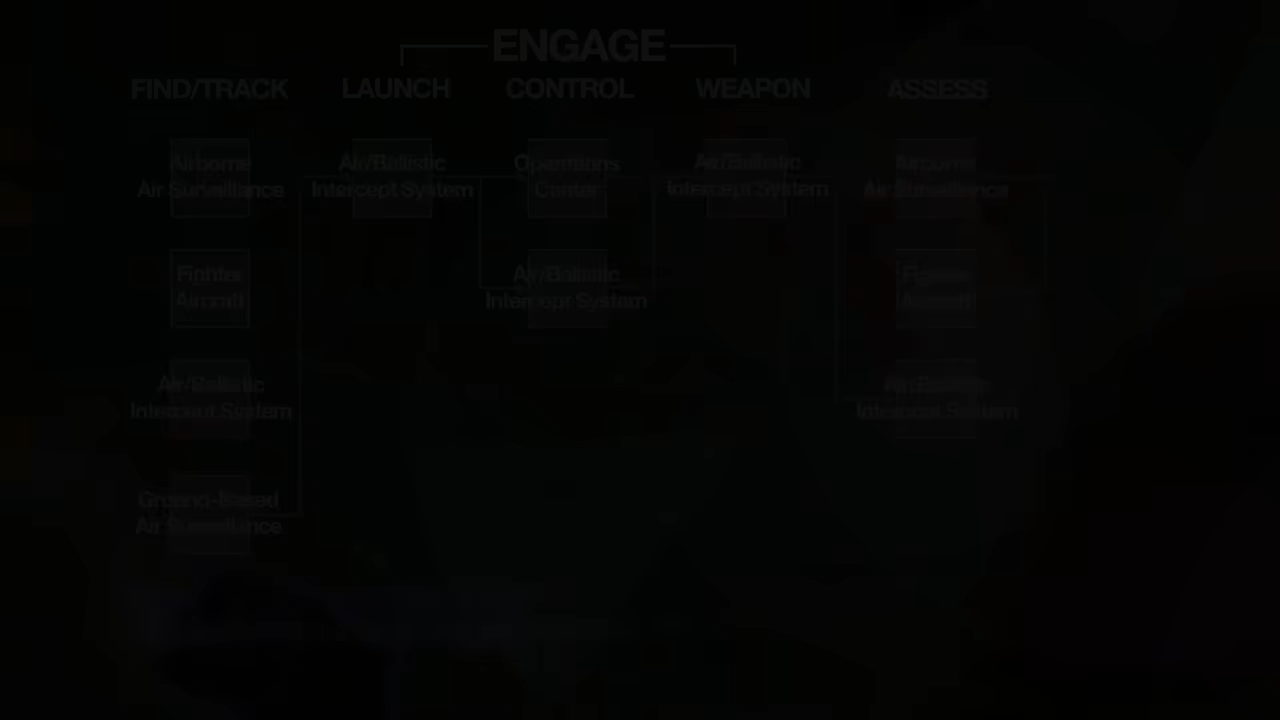 ENGAGE
FIND/TRACK LAUNCH CONTROL WEAPON ASSESS
Airborne
Air Surveillance
Fighter
Aircraft
Air/Ballistic
Intercept System
Ground-Based
Air Surveillance
Air/Ballistic
Intercept System
Operations
Center
Air/Ballistic
Intercept System
Air/Ballistic
Intercept System
Airborne
Air Surveillance
Fighter
Aircraft
Air/Ballistic
Intercept System